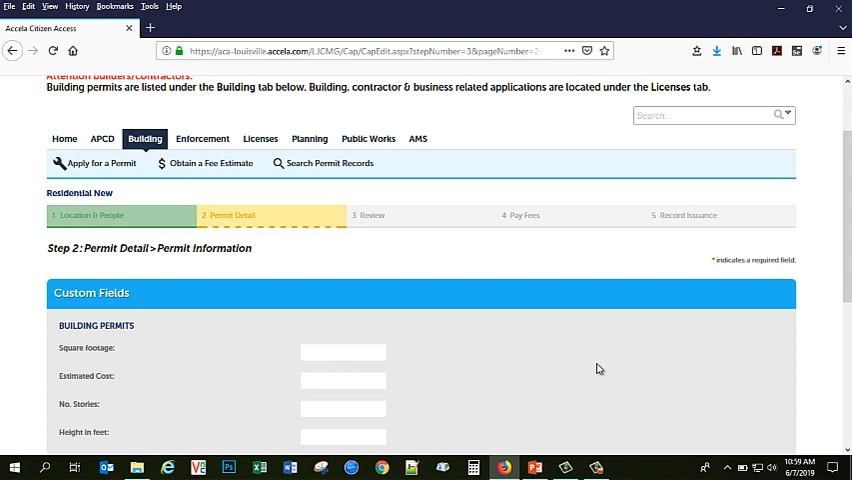 File Edit View History Bookmarks Tools Help
Accela Citizen Access
https://aca-louisville.accela.com/LJCMG/Cap/CapEdit.aspx?stepNumber=3&pageNumber=2
Attention builders/contractors:
Building permits are listed under the Building tab below. Building, contractor & business related applications are located under the Licenses tab.
Search...
Home APCD Building Enforcement Licenses Planning Public Works AMS
Apply for a Permit $ Obtain a Fee Estimate Search Permit Records
Residential New
1 Location & People 2 Permit Detail 3 Review 4 Pay Fees 5 Record Issuance
Step 2: Permit Detail > Permit Information
* indicates a required field.
Custom Fields
BUILDING PERMITS
Square footage:
Estimated Cost:
No. Stories:
Height in feet:
10:59 AM
6/7/2019